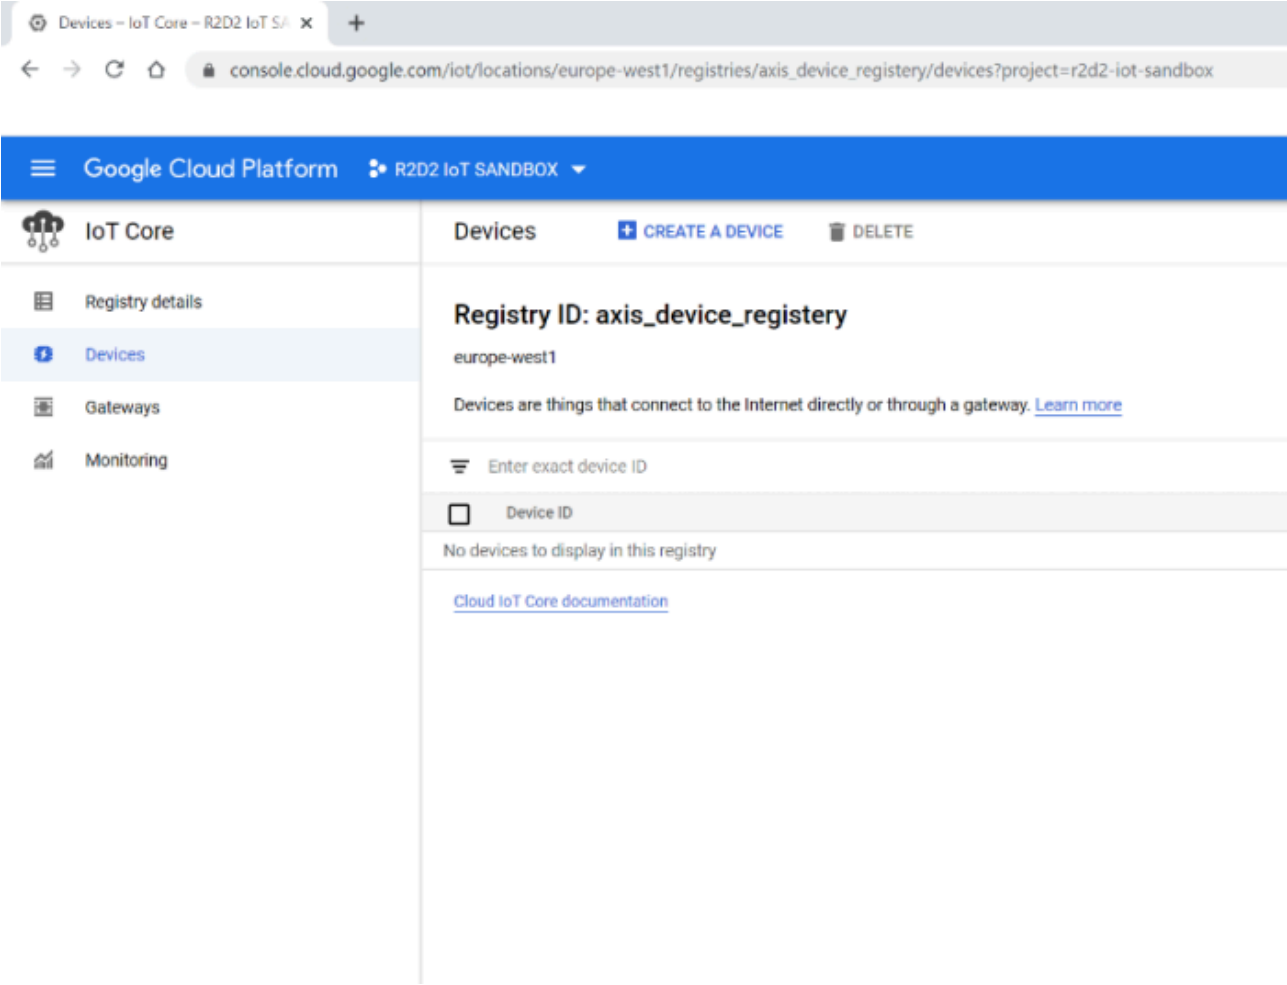 Devices – IoT Core – R2D2 IoT SA
console.cloud.google.com/iot/locations/europe-west1/registries/axis_device_registery/devices?project=r2d2-iot-sandbox
Google Cloud Platform R2D2 IoT SANDBOX
IoT Core
Registry details
Devices
Gateways
Monitoring
Devices CREATE A DEVICE DELETE
Registry ID: axis_device_registery
europe-west1
Devices are things that connect to the Internet directly or through a gateway. Learn more
Enter exact device ID
Device ID
No devices to display in this registry
Cloud IoT Core documentation